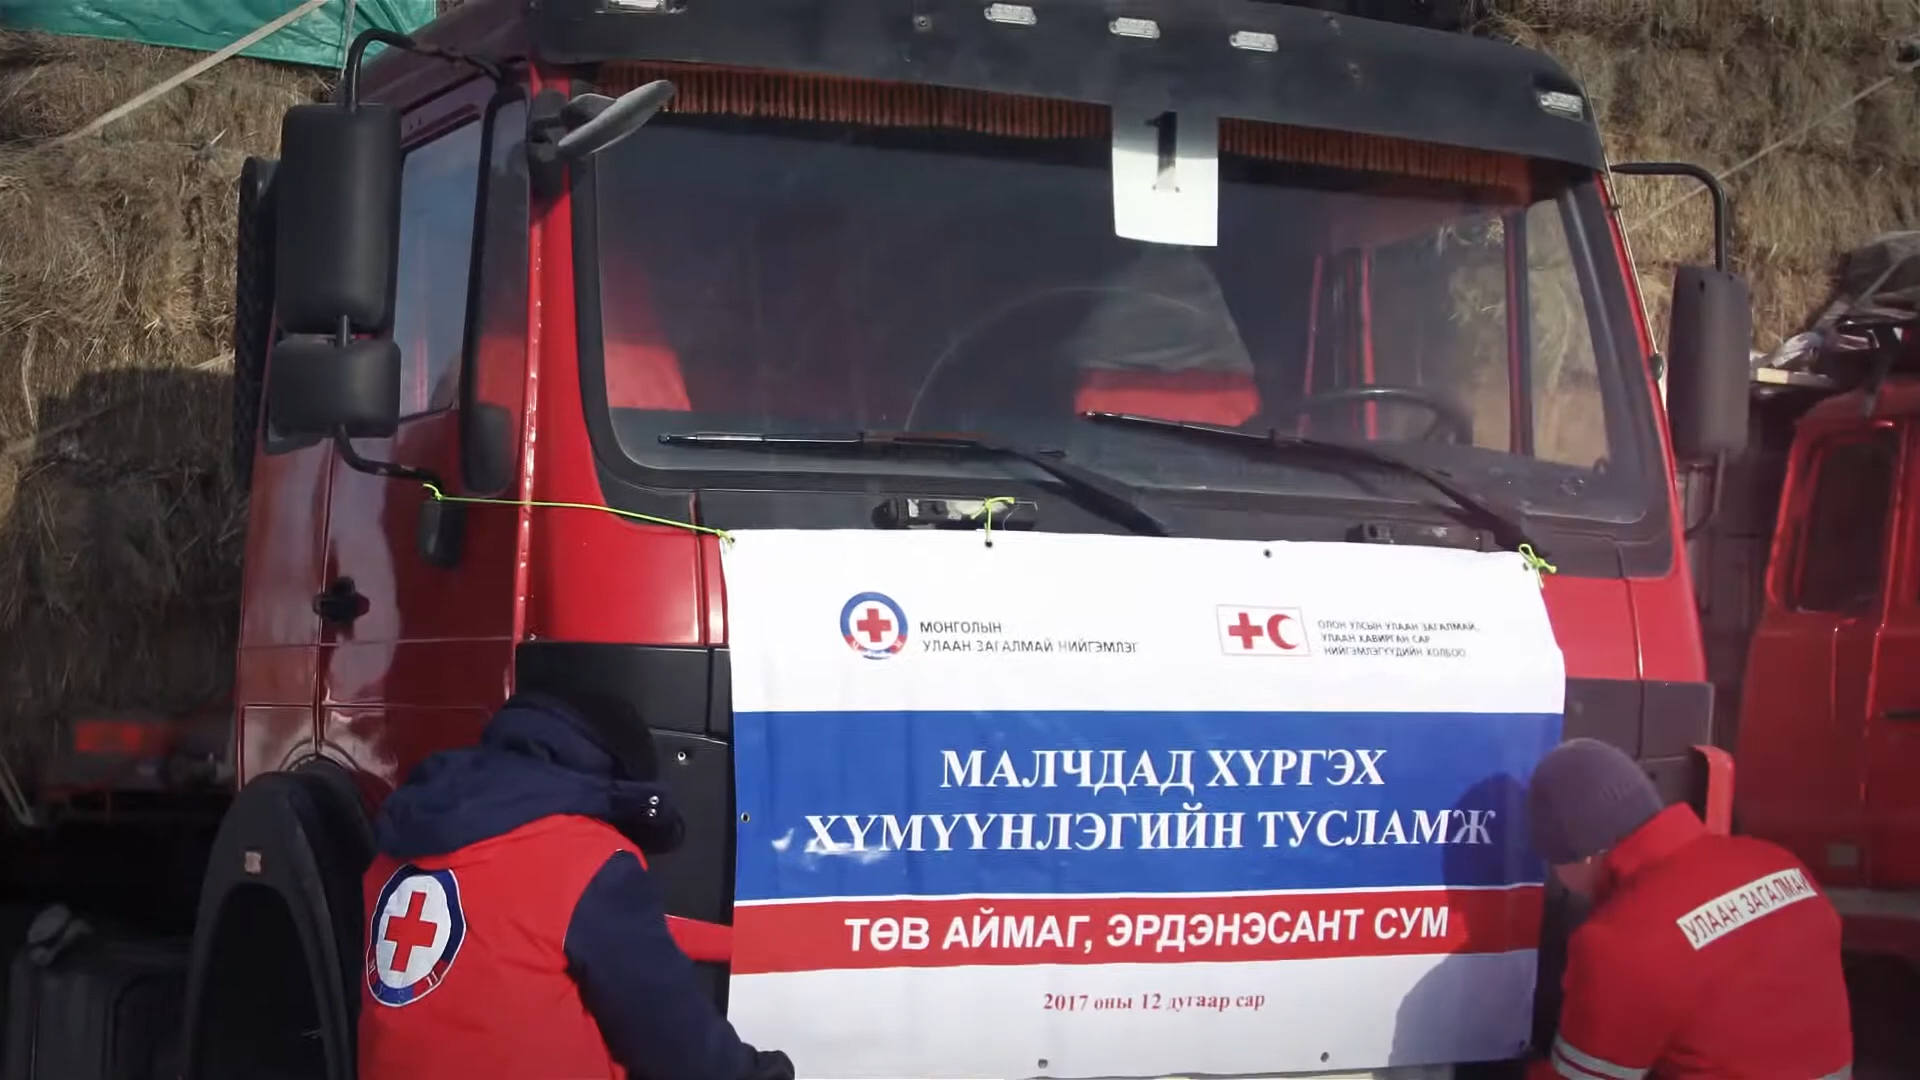 1
МОНГОЛЫН
УЛААН ЗАГАЛМАЙ НИЙГЭМЛЭГ
ОЛОН УЛСЫН УЛААН ЗАГАЛМАЙ,
УЛААН ХАВИРГАН САР
НИЙГЭМЛЭГҮҮДИЙН ХОЛБОО
МАЛЧДАД ХҮРГЭХ
ХҮМҮҮНЛЭГИЙН ТУСЛАМЖ
ТӨВ АЙМАГ, ЭРДЭНЭСАНТ СУМ
2017 оны 12 дугаар сар
МУЗН
УЛААН ЗАГАЛМАЙ